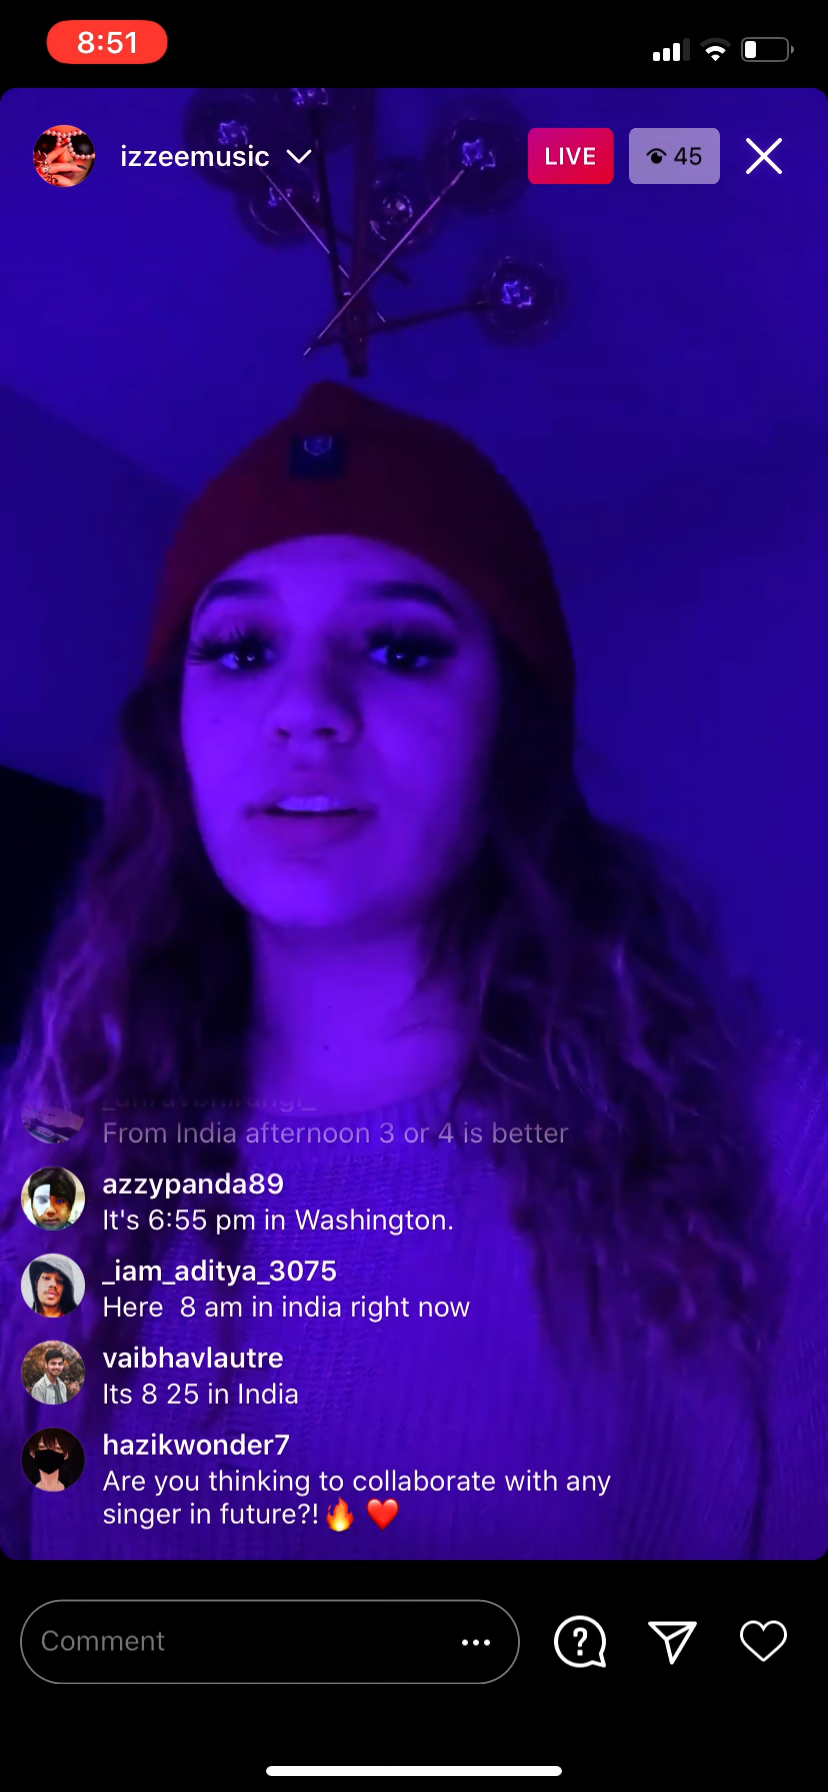 8:51
izzeemusic
LIVE
45
From India afternoon 3 or 4 is better
azzypanda89
It's 6:55 pm in Washington.
_iam_aditya_3075
Here  8 am in india right now
vaibhavlautre
Its 8 25 in India
hazikwonder7
Are you thinking to collaborate with any
singer in future?!🔥 ❤️
Comment